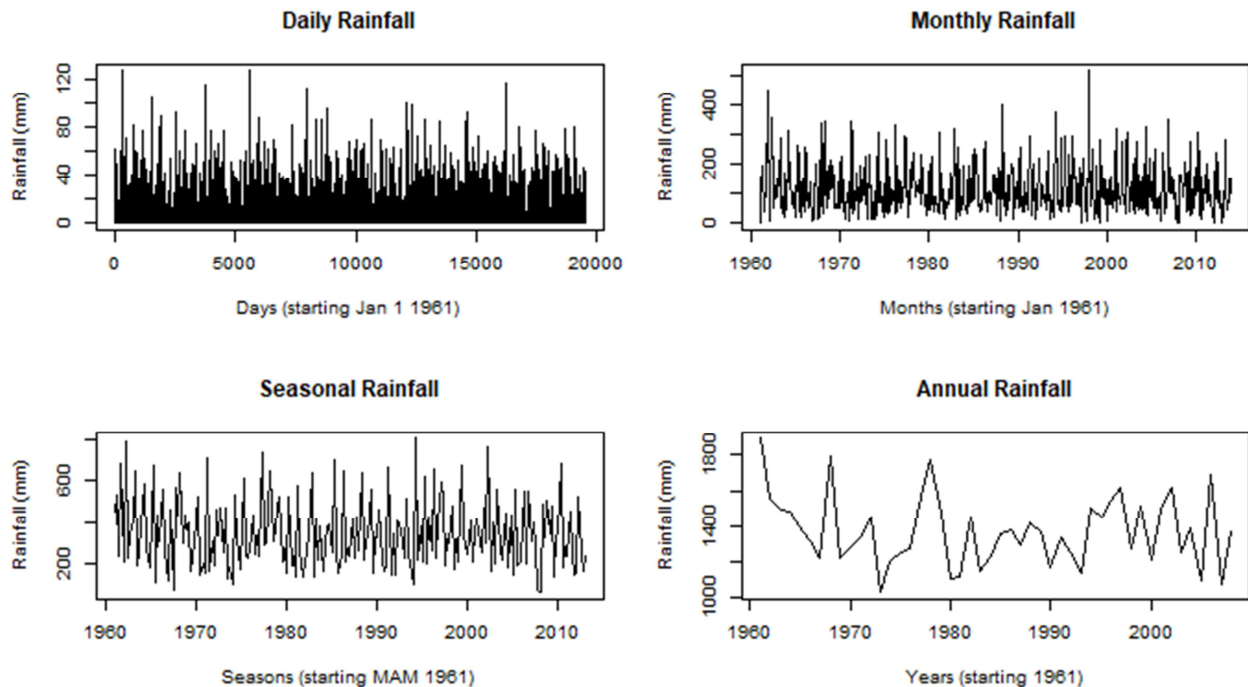 Daily Rainfall
Rainfall (mm)
120
80
40
0
0 5000 10000 15000 20000
Days (starting Jan 1 1961)
Monthly Rainfall
Rainfall (mm)
400
200
0
1960 1970 1980 1990 2000 2010
Months (starting Jan 1961)
Seasonal Rainfall
Rainfall (mm)
600
200
1960 1970 1980 1990 2000 2010
Seasons (starting MAM 1961)
Annual Rainfall
Rainfall (mm)
1800
1400
1000
1960 1970 1980 1990 2000
Years (starting 1961)